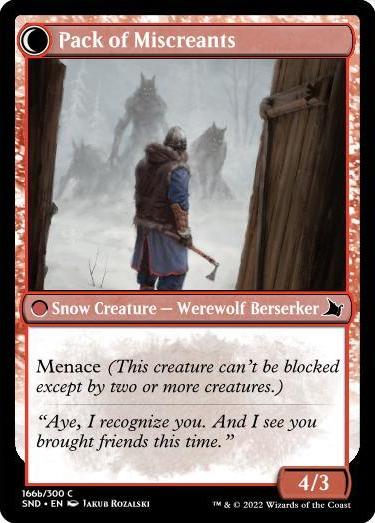 Pack of Miscreants
Snow Creature — Werewolf Berserker
Menace (This creature can't be blocked
except by two or more creatures.)
“Aye, I recognize you. And I see you
brought friends this time.”
4/3
166b/300 C
SND • EN Jakub Rozalski
™ & © 2022 Wizards of the Coast